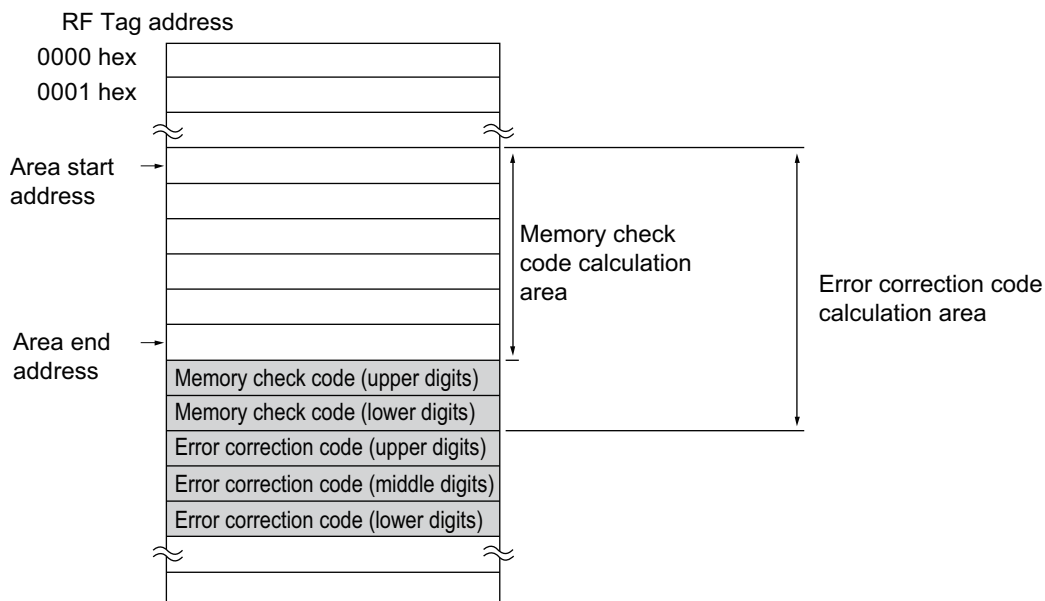 RF Tag address
0000 hex
0001 hex
Area start
address
Memory check
code calculation
area
Error correction code
calculation area
Area end
address
Memory check code (upper digits)
Memory check code (lower digits)
Error correction code (upper digits)
Error correction code (middle digits)
Error correction code (lower digits)